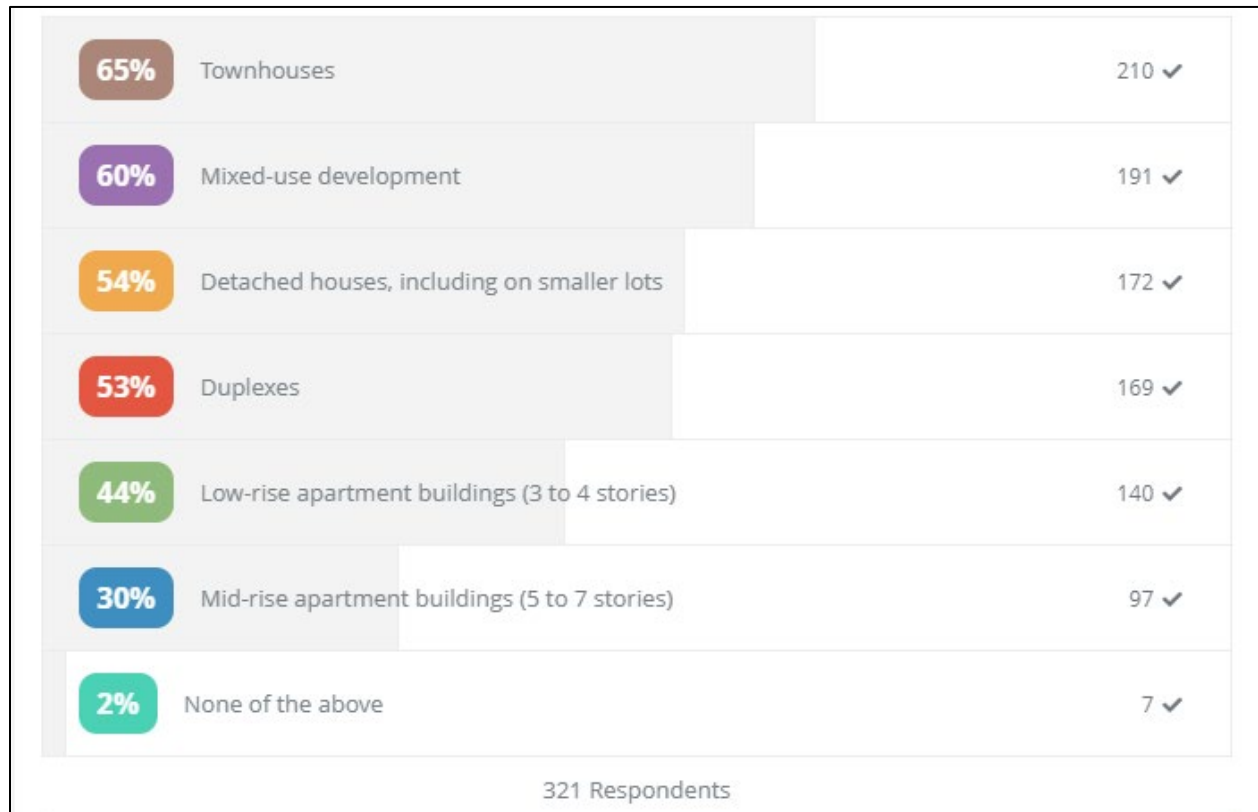 65% Townhouses 210 ✔
60% Mixed-use development 191 ✔
54% Detached houses, including on smaller lots 172 ✔
53% Duplexes 169 ✔
44% Low-rise apartment buildings (3 to 4 stories) 140 ✔
30% Mid-rise apartment buildings (5 to 7 stories) 97 ✔
2% None of the above 7 ✔
321 Respondents